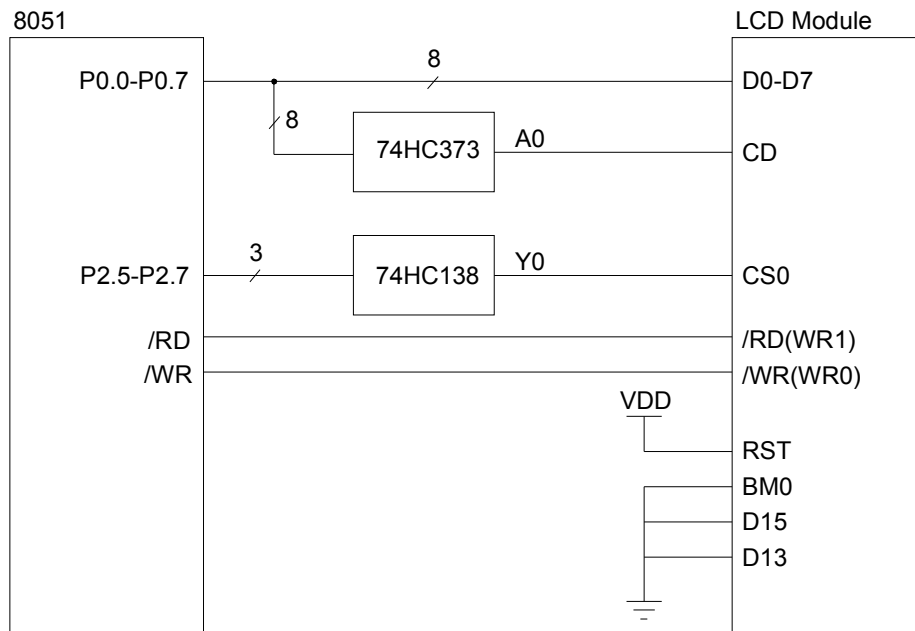 8051
LCD Module
P0.0-P0.7
8
D0-D7
8
74HC373
A0
CD
P2.5-P2.7
3
74HC138
Y0
CS0
/RD
/RD(WR1)
/WR
/WR(WR0)
VDD
RST
BM0
D15
D13